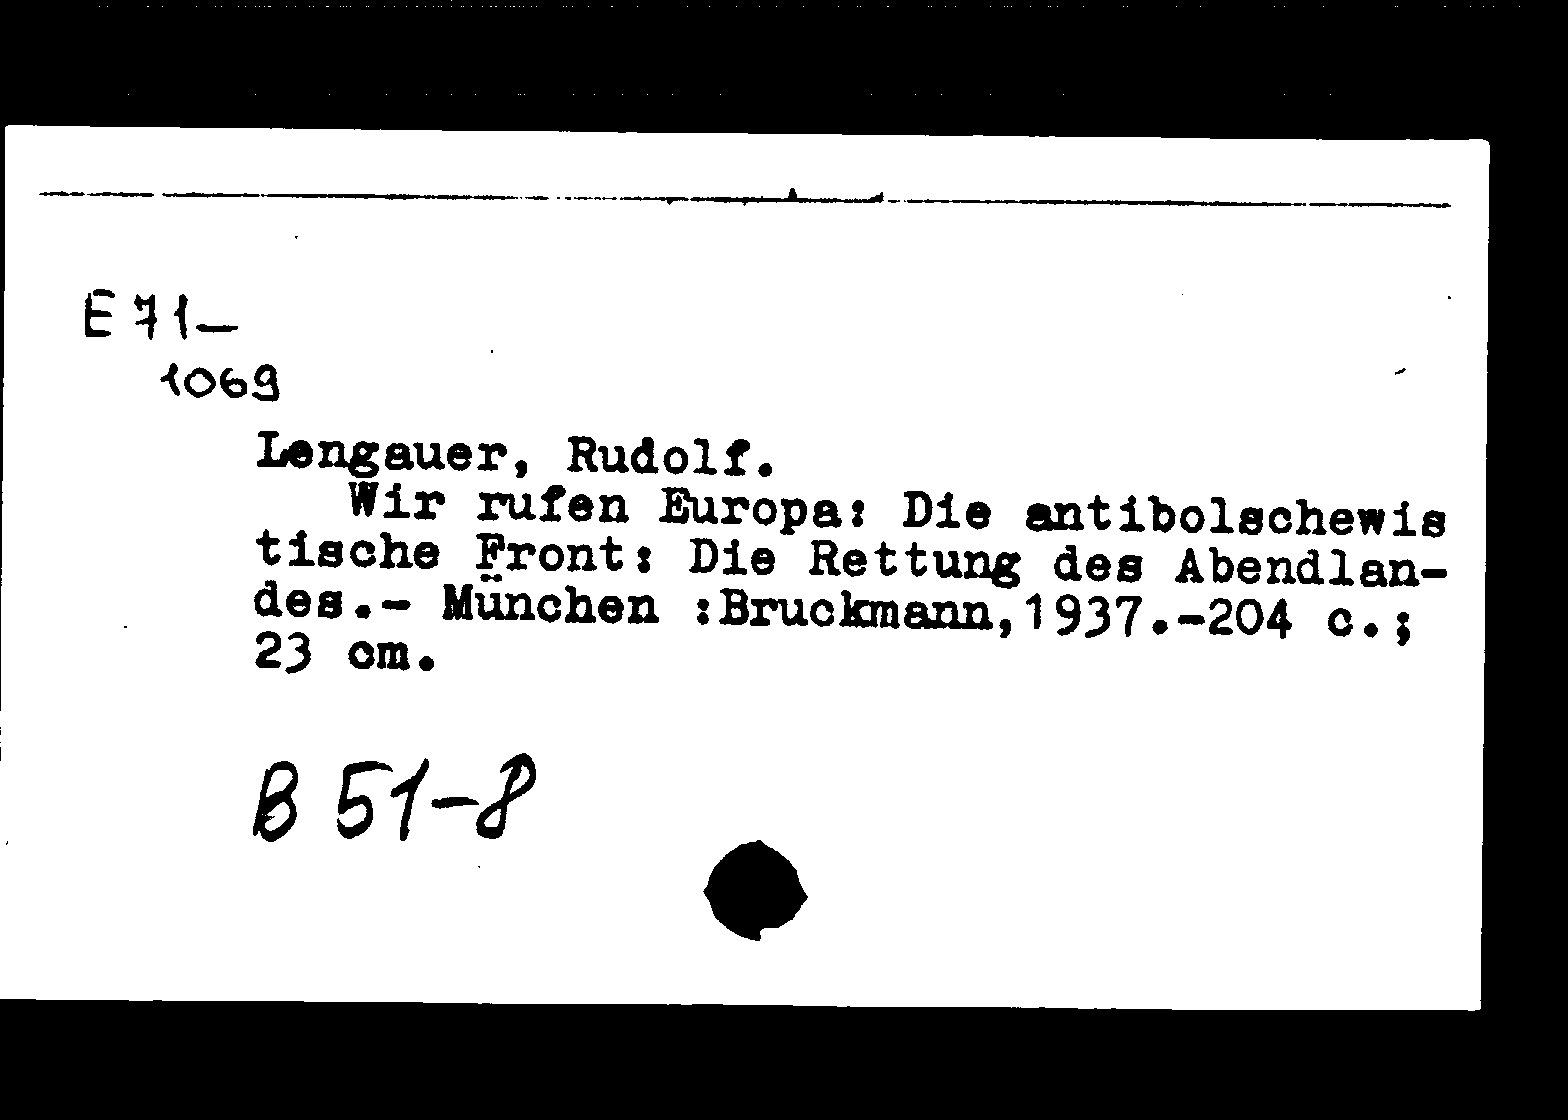 E 71-
1069
Lengauer, Rudolf.
Wir rufen Europa: Die antibolschewis
tische Front: Die Rettung des Abendlan-
des.- München :Bruckmann,1937.-204 c.;
23 cm.
B 51-8